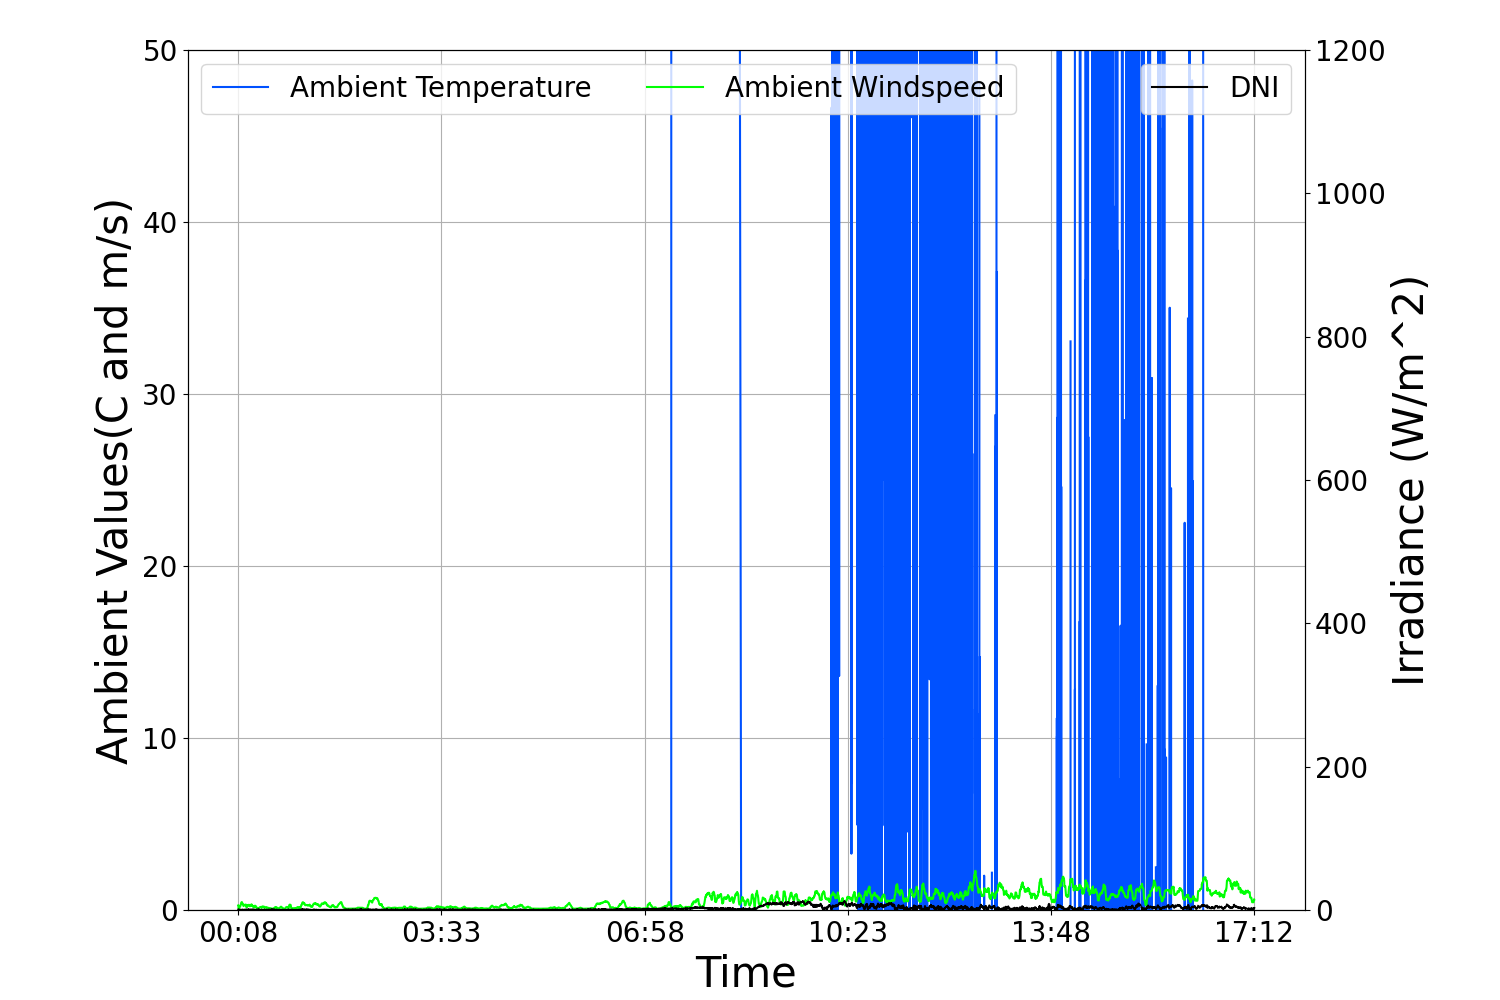 Ambient Temperature
Ambient Windspeed
DNI
Ambient Values(C and m/s)
50
40
30
20
10
0
1200
1000
800
600
400
200
0
Irradiance (W/m^2)
00:08 03:33 06:58 10:23 13:48 17:12
Time